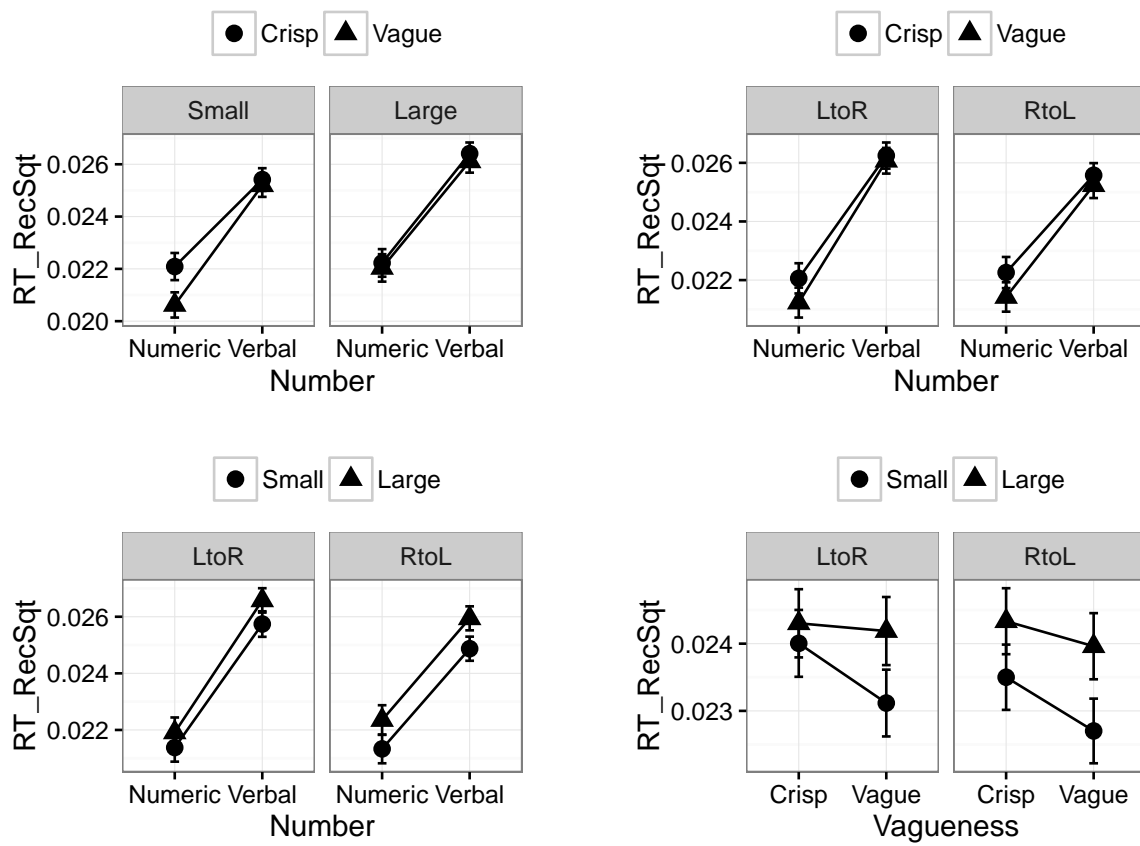 Crisp Vague
Small Large
RT_RecSqt
0.026
0.024
0.022
0.020
Numeric Verbal Numeric Verbal
Number
Crisp Vague
LtoR RtoL
RT_RecSqt
0.026
0.024
0.022
Numeric Verbal Numeric Verbal
Number
Small Large
LtoR RtoL
RT_RecSqt
0.026
0.024
0.022
Numeric Verbal Numeric Verbal
Number
Small Large
LtoR RtoL
RT_RecSqt
0.024
0.023
Crisp Vague Crisp Vague
Vagueness